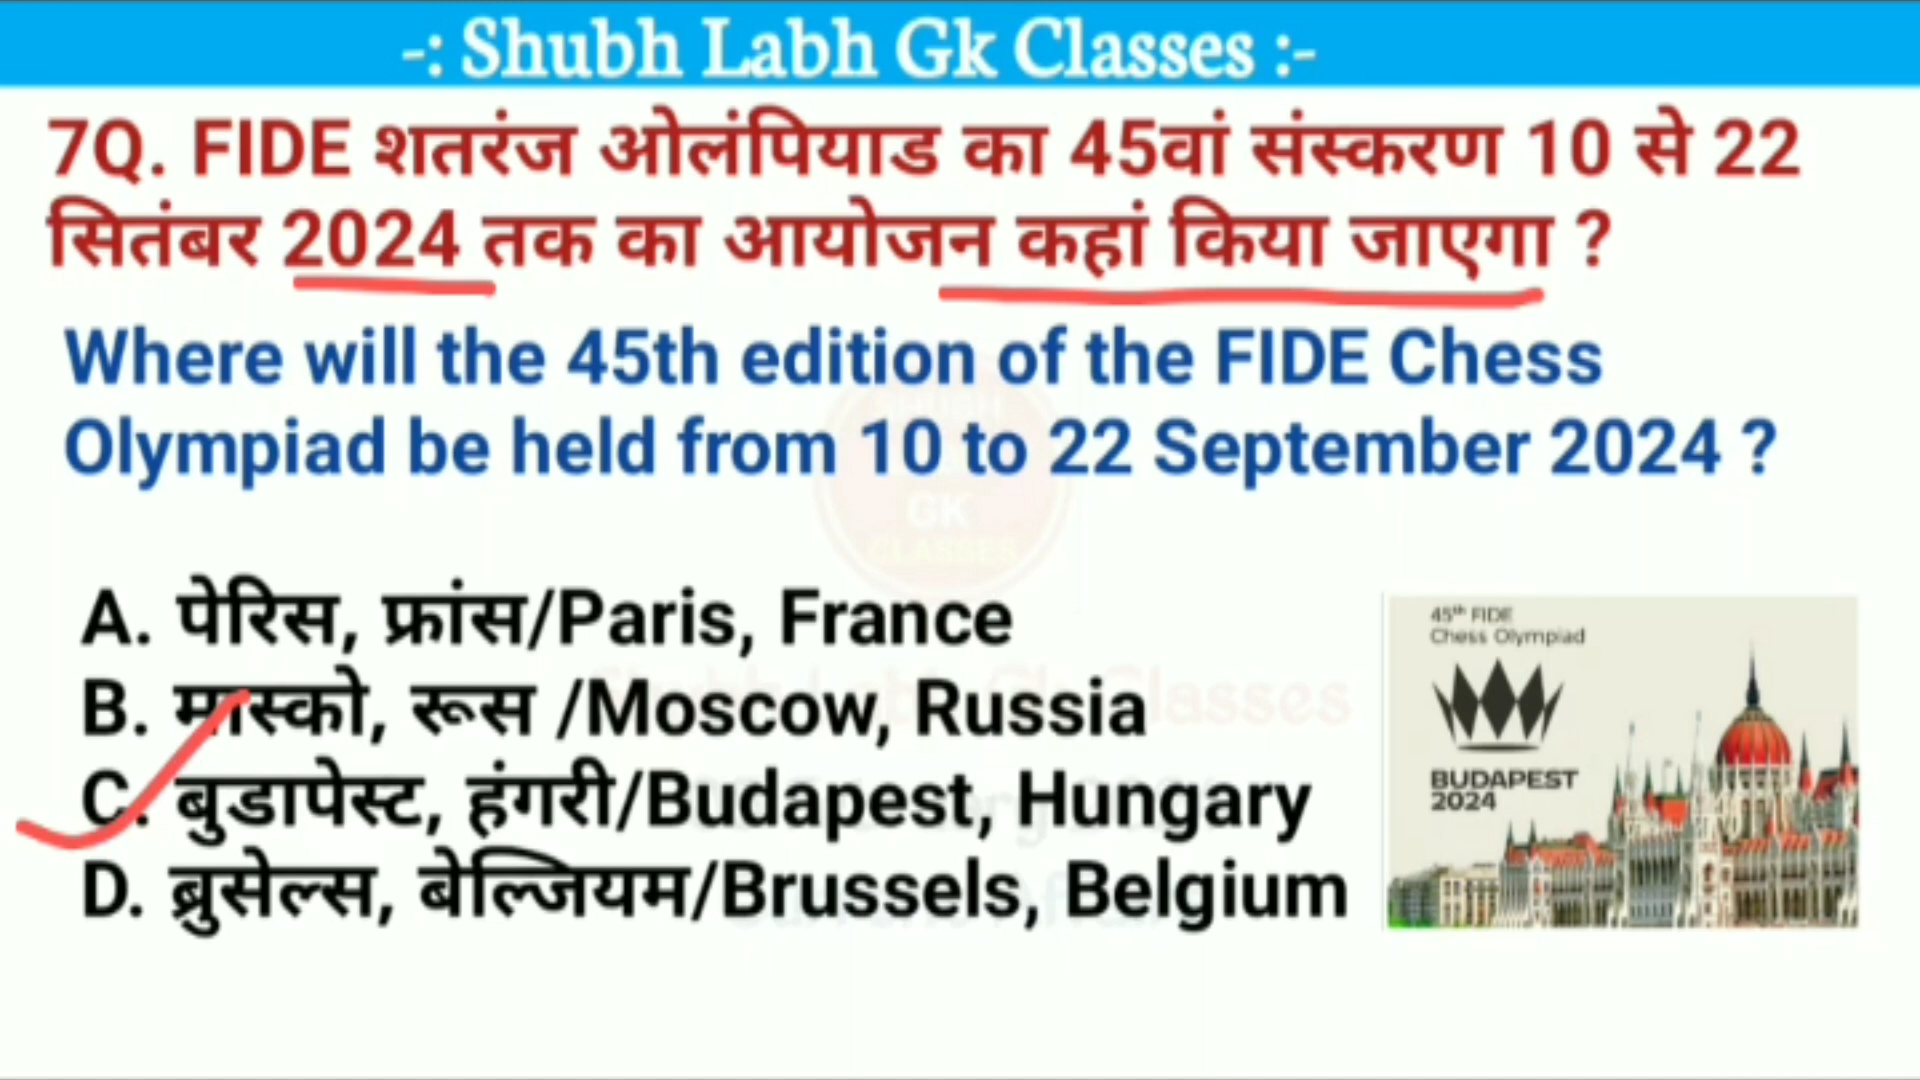 -: Shubh Labh Gk Classes :-
7Q. FIDE शतरंज ओलंपियाड का 45वां संस्करण 10 से 22
सितंबर 2024 तक का आयोजन कहां किया जाएगा ?
Where will the 45th edition of the FIDE Chess
Olympiad be held from 10 to 22 September 2024 ?
GK
CLASSES
A. पेरिस, फ्रांस/Paris, France
B. मास्को, रूस /Moscow, Russia
C. बुडापेस्ट, हंगरी/Budapest, Hungary
D. ब्रुसेल्स, बेल्जियम/Brussels, Belgium
45th FIDE
Chess Olympiad
BUDAPEST
2024